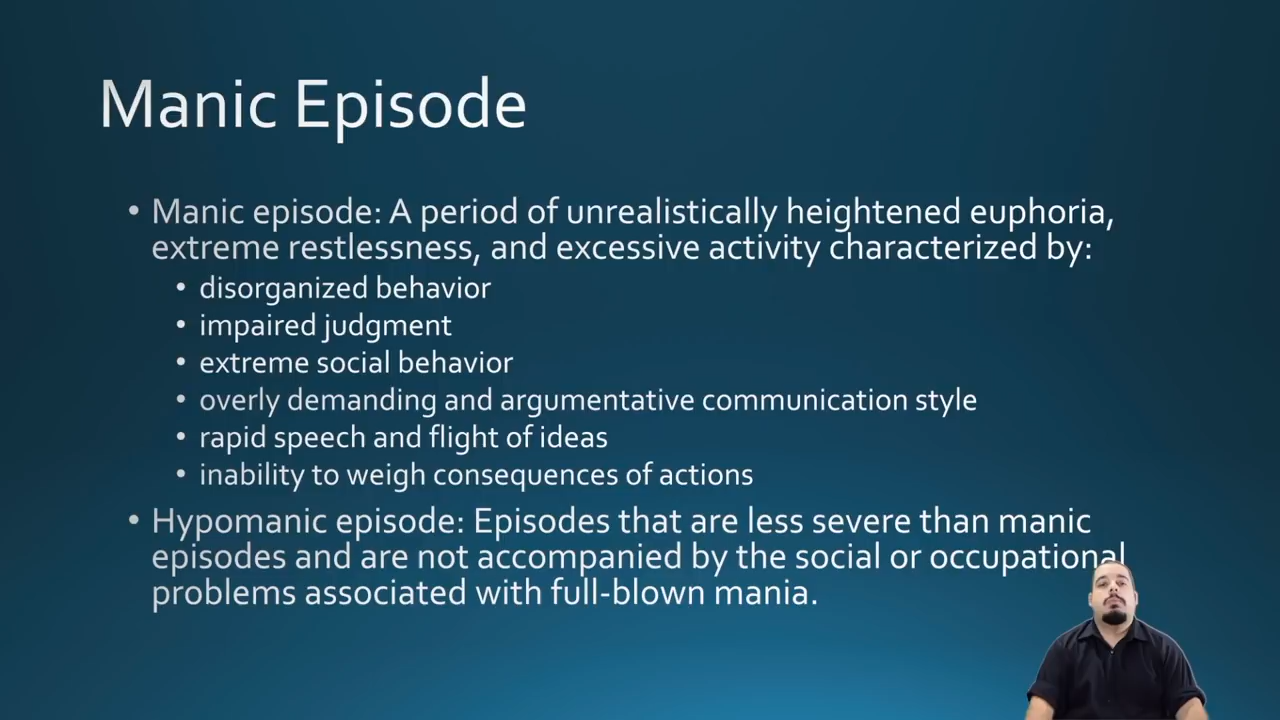 Manic Episode
• Manic episode: A period of unrealistically heightened euphoria,
extreme restlessness, and excessive activity characterized by:
• disorganized behavior
• impaired judgment
• extreme social behavior
• overly demanding and argumentative communication style
• rapid speech and flight of ideas
• inability to weigh consequences of actions
• Hypomanic episode: Episodes that are less severe than manic
episodes and are not accompanied by the social or occupational
problems associated with full-blown mania.